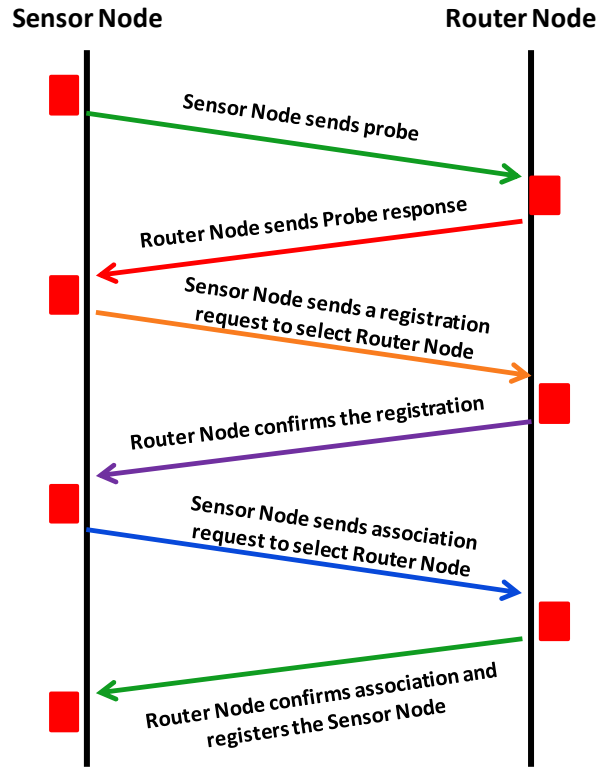 Sensor Node
Router Node
Sensor Node sends probe
Router Node sends Probe response
Sensor Node sends a registration
request to select Router Node
Router Node confirms the registration
Sensor Node sends association
request to select Router Node
Router Node confirms association and
registers the Sensor Node